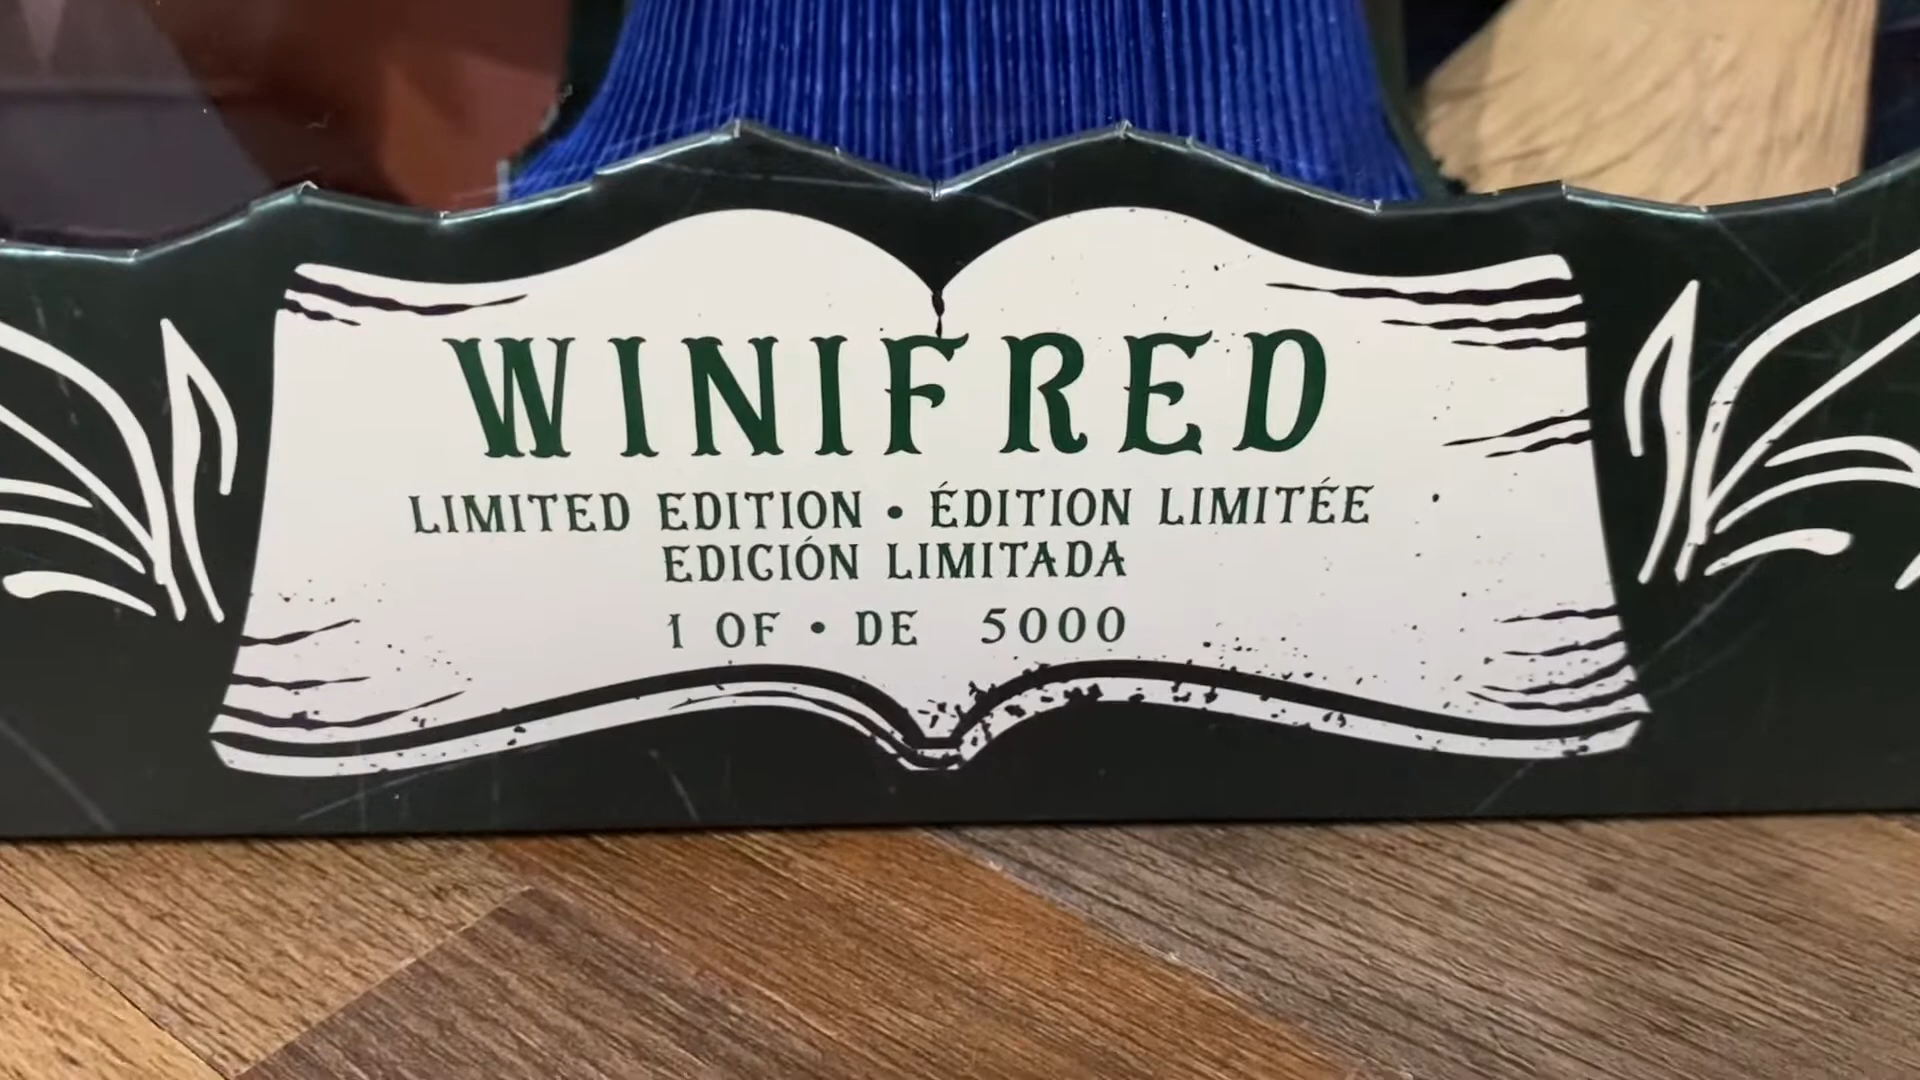 WINIFRED
LIMITED EDITION • ÉDITION LIMITÉE
EDICIÓN LIMITADA
1 OF • DE 5000